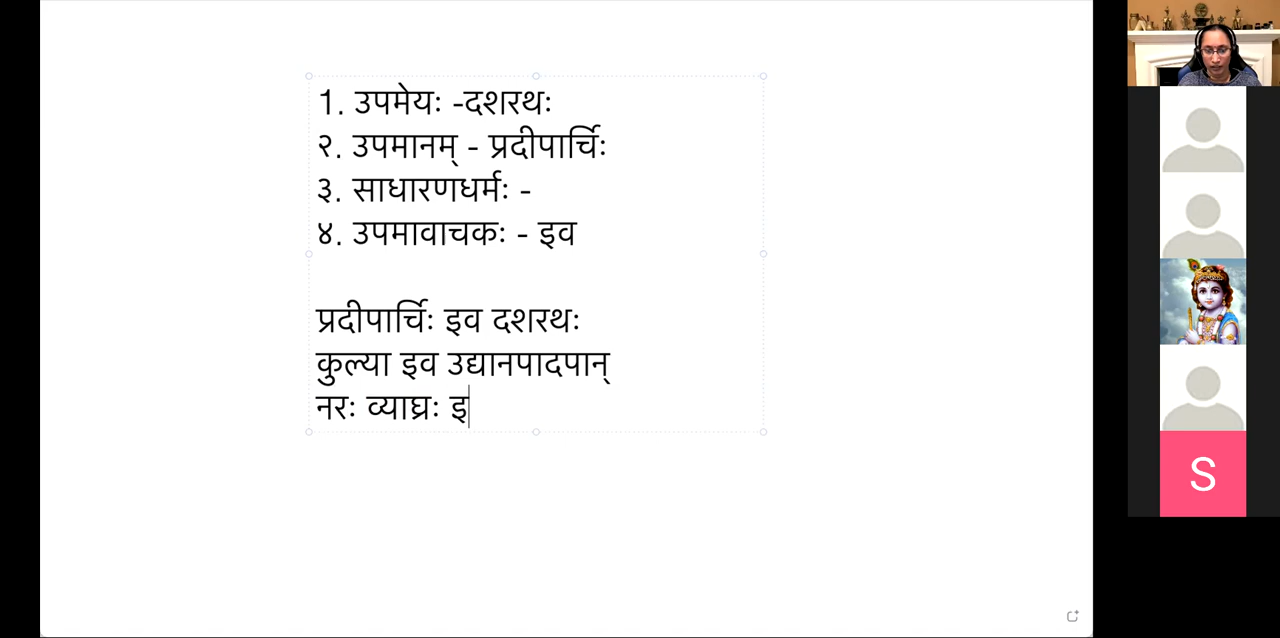 1. उपमेयः -दशरथः
२. उपमानम् - प्रदीपार्चिः
३. साधारणधर्मः -
४. उपमावाचकः - इव
प्रदीपार्चिः इव दशरथः
कुल्या इव उद्यानपादपान्
नरः व्याघ्रः इ
S